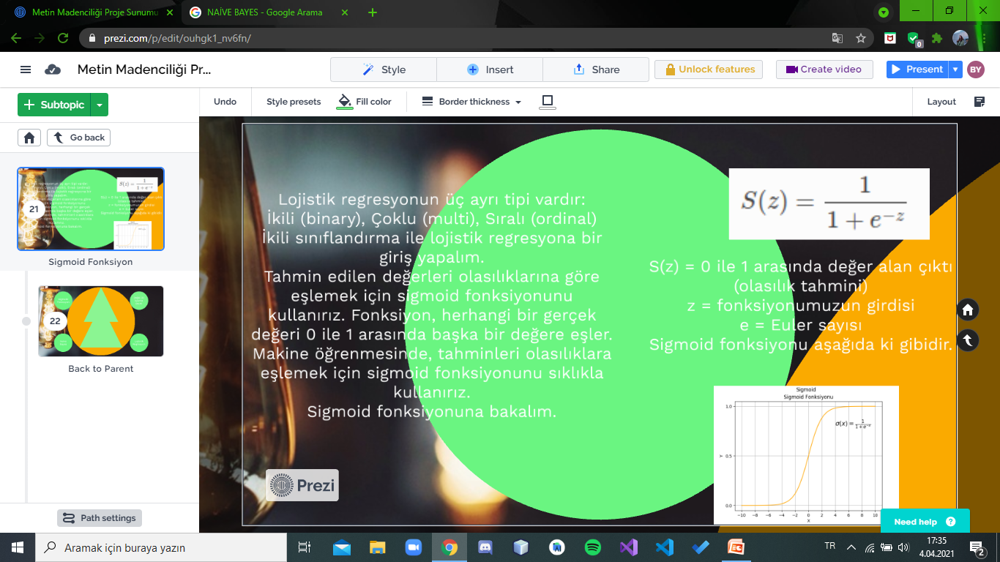 Metin Madenciliği Proje Sunumu
NAİVE BAYES - Google Arama
prezi.com/p/edit/ouhgk1_nv6fn/
0
Metin Madenciliği Pr...
Style
Insert
Share
Unlock features
Create video
Present
BY
Subtopic
Undo
Style presets
Fill color
Border thickness
Layout
Go back
21
Sigmoid Fonksiyon
22
Back to Parent
Path settings
Lojistik regresyonun üç ayrı tipi vardır:
İkili (binary), Çoklu (multi), Sıralı (ordinal)
İkili sınıflandırma ile lojistik regresyona bir
giriş yapalım.
Tahmin edilen değerleri olasılıklarına göre
eşlemek için sigmoid fonksiyonunu
kullanırız. Fonksiyon, herhangi bir gerçek
değeri 0 ile 1 arasında başka bir değere eşler.
Makine öğrenmesinde, tahminleri olasılıklara
eşlemek için sigmoid fonksiyonunu sıklıkla
kullanırız.
Sigmoid fonksiyonuna bakalım.
Prezi
S(z) = 1 / (1 + e^{-z})
S(z) = 0 ile 1 arasında değer alan çıktı
(olasılık tahmini)
z = fonksiyonumuzun girdisi
e = Euler sayısı
Sigmoid fonksiyonu aşağıda ki gibidir.
Sigmoid
Sigmoid Fonksiyonu
σ(x) = 1 / (1+e^{-x})
1.0
0.5
0.0
Y
−10 −8 −6 −4 −2 0 2 4 6 8 10
X
Need help ?
Aramak için buraya yazın
TR
17:35
4.04.2021
2